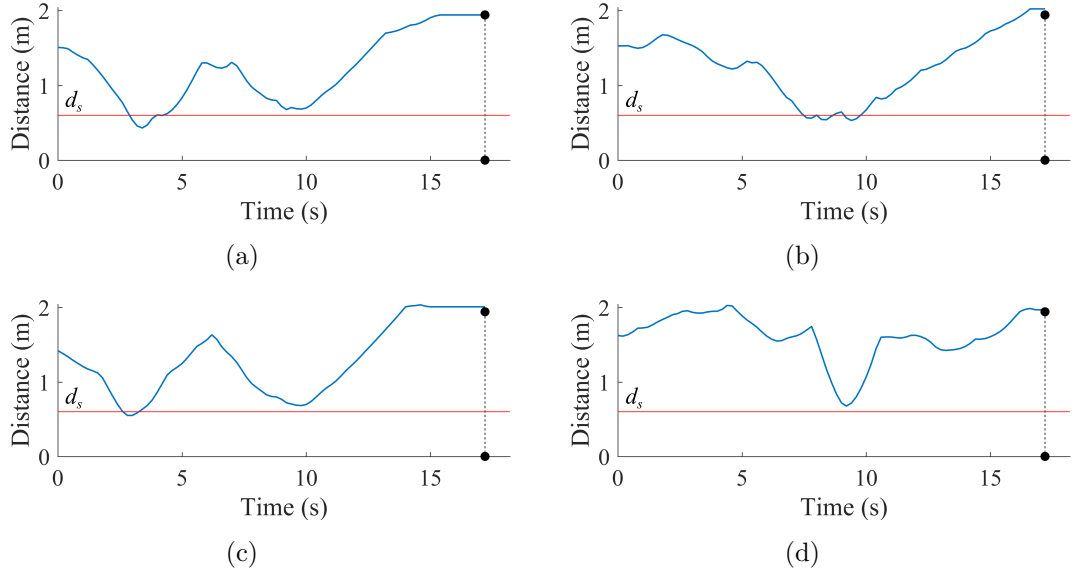 Distance (m)
2
1
0
d_s
0 5 10 15
Time (s)
(a)
Distance (m)
2
1
0
d_s
0 5 10 15
Time (s)
(b)
Distance (m)
2
1
0
d_s
0 5 10 15
Time (s)
(c)
Distance (m)
2
1
0
d_s
0 5 10 15
Time (s)
(d)